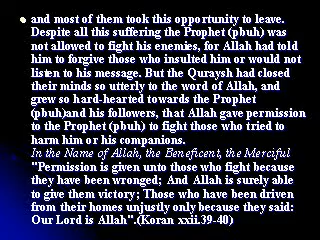 and most of them took this opportunity to leave.
Despite all this suffering the Prophet (pbuh) was
not allowed to fight his enemies, for Allah had told
him to forgive those who insulted him or would not
listen to his message. But the Quraysh had closed
their minds so utterly to the word of Allah, and
grew so hard-hearted towards the Prophet
(pbuh)and his followers, that Allah gave permission
to the Prophet (pbuh) to fight those who tried to
harm him or his companions.
In the Name of Allah, the Beneficent, the Merciful
"Permission is given unto those who fight because
they have been wronged; And Allah is surely able
to give them victory; Those who have been driven
from their homes unjustly only because they said:
Our Lord is Allah".(Koran xxii.39-40)